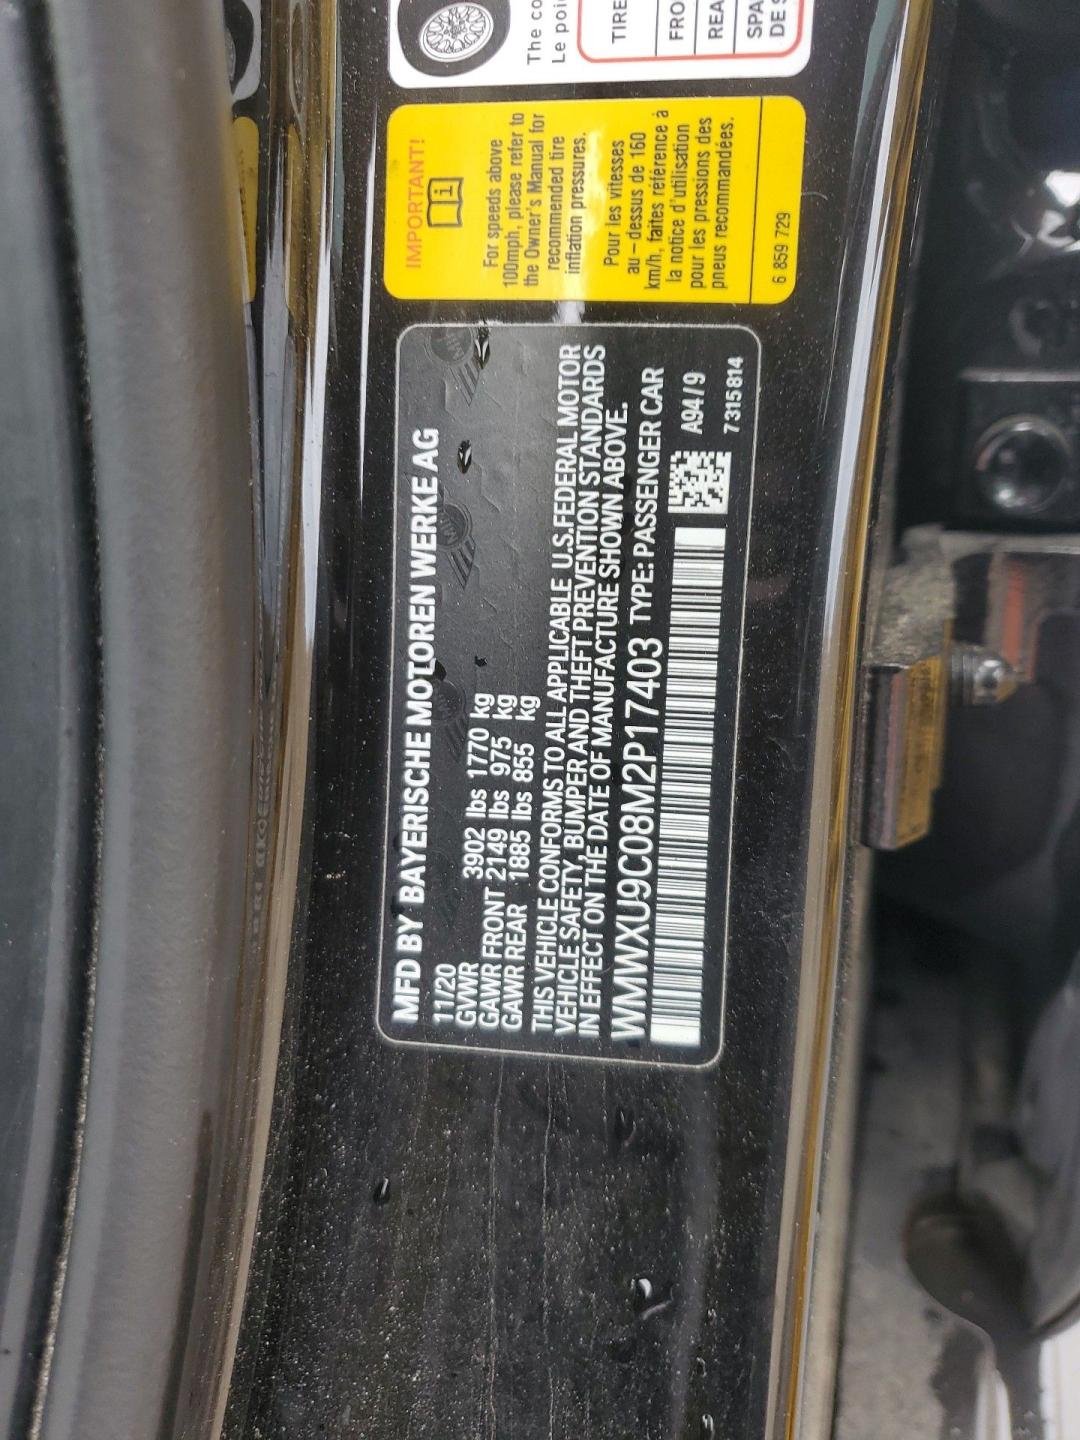 MFD BY BAYERISCHE MOTOREN WERKE AG
11/20
GVWR 3902 lbs 1770 kg
GAWR FRONT 2149 lbs 975 kg
GAWR REAR 1885 lbs 855 kg
THIS VEHICLE CONFORMS TO ALL APPLICABLE U.S. FEDERAL MOTOR
VEHICLE SAFETY, BUMPER AND THEFT PREVENTION STANDARDS
IN EFFECT ON THE DATE OF MANUFACTURE SHOWN ABOVE.
WMWXU9C08M2P17403 TYPE: PASSENGER CAR
A94 / 9
7 315 814
IMPORTANT!
For speeds above
100mph, please refer to
the Owner's Manual for
recommended tire
inflation pressures.
Pour les vitesses
au – dessus de 160
km/h, faites référence à
la notice d'utilisation
pour les pressions des
pneus recommandées.
6 859 729
The co
Le poi
TIRE
FRO
REA
SPA
DE S